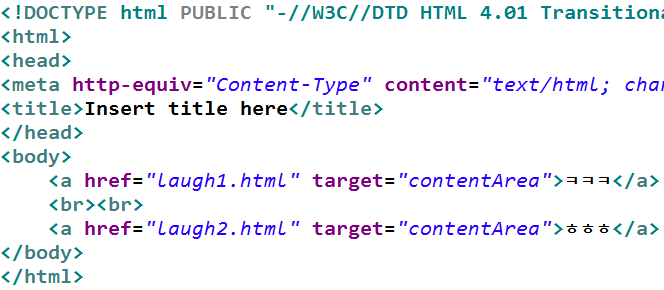 <!DOCTYPE html PUBLIC "-//W3C//DTD HTML 4.01 Transitiona
<html>
<head>
<meta http-equiv="Content-Type" content="text/html; char
<title>Insert title here</title>
</head>
<body>
<a href="laugh1.html" target="contentArea">ㅋㅋㅋ</a>
<br><br>
<a href="laugh2.html" target="contentArea">ㅎㅎㅎ</a>
</body>
</html>